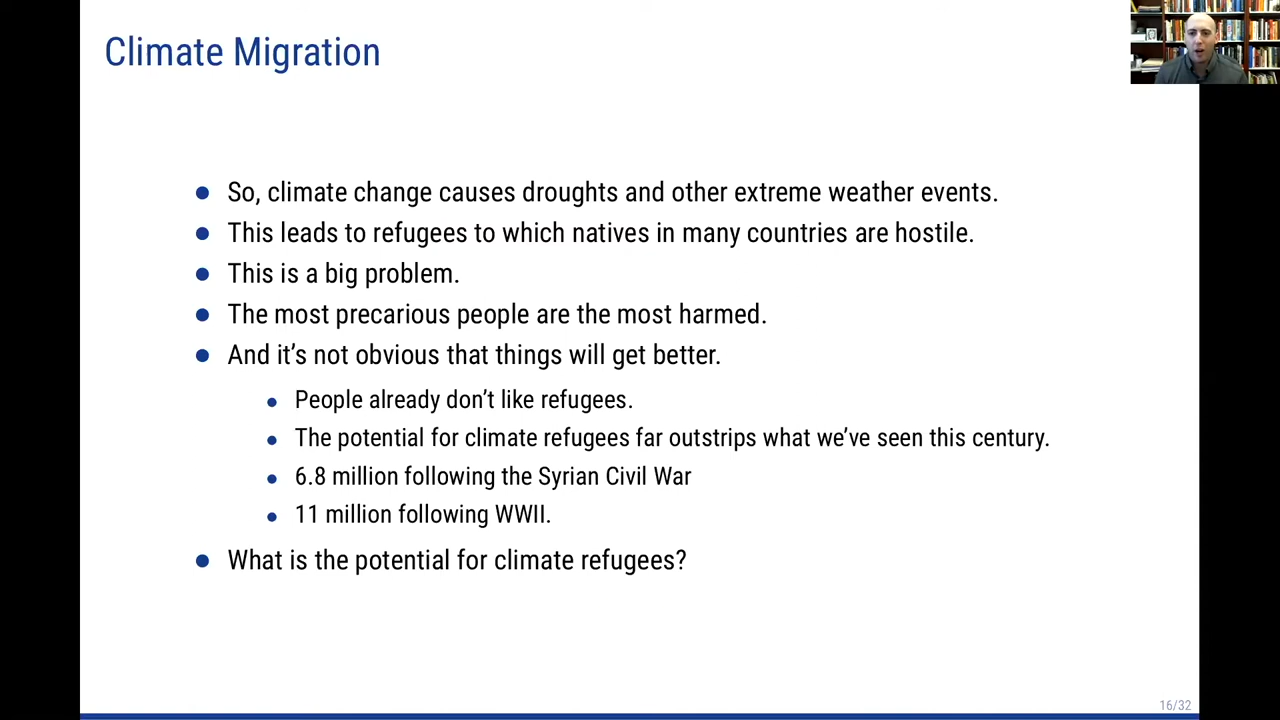 Climate Migration
So, climate change causes droughts and other extreme weather events.
This leads to refugees to which natives in many countries are hostile.
This is a big problem.
The most precarious people are the most harmed.
And it's not obvious that things will get better.
People already don't like refugees.
The potential for climate refugees far outstrips what we've seen this century.
6.8 million following the Syrian Civil War
11 million following WWII.
What is the potential for climate refugees?
16/32